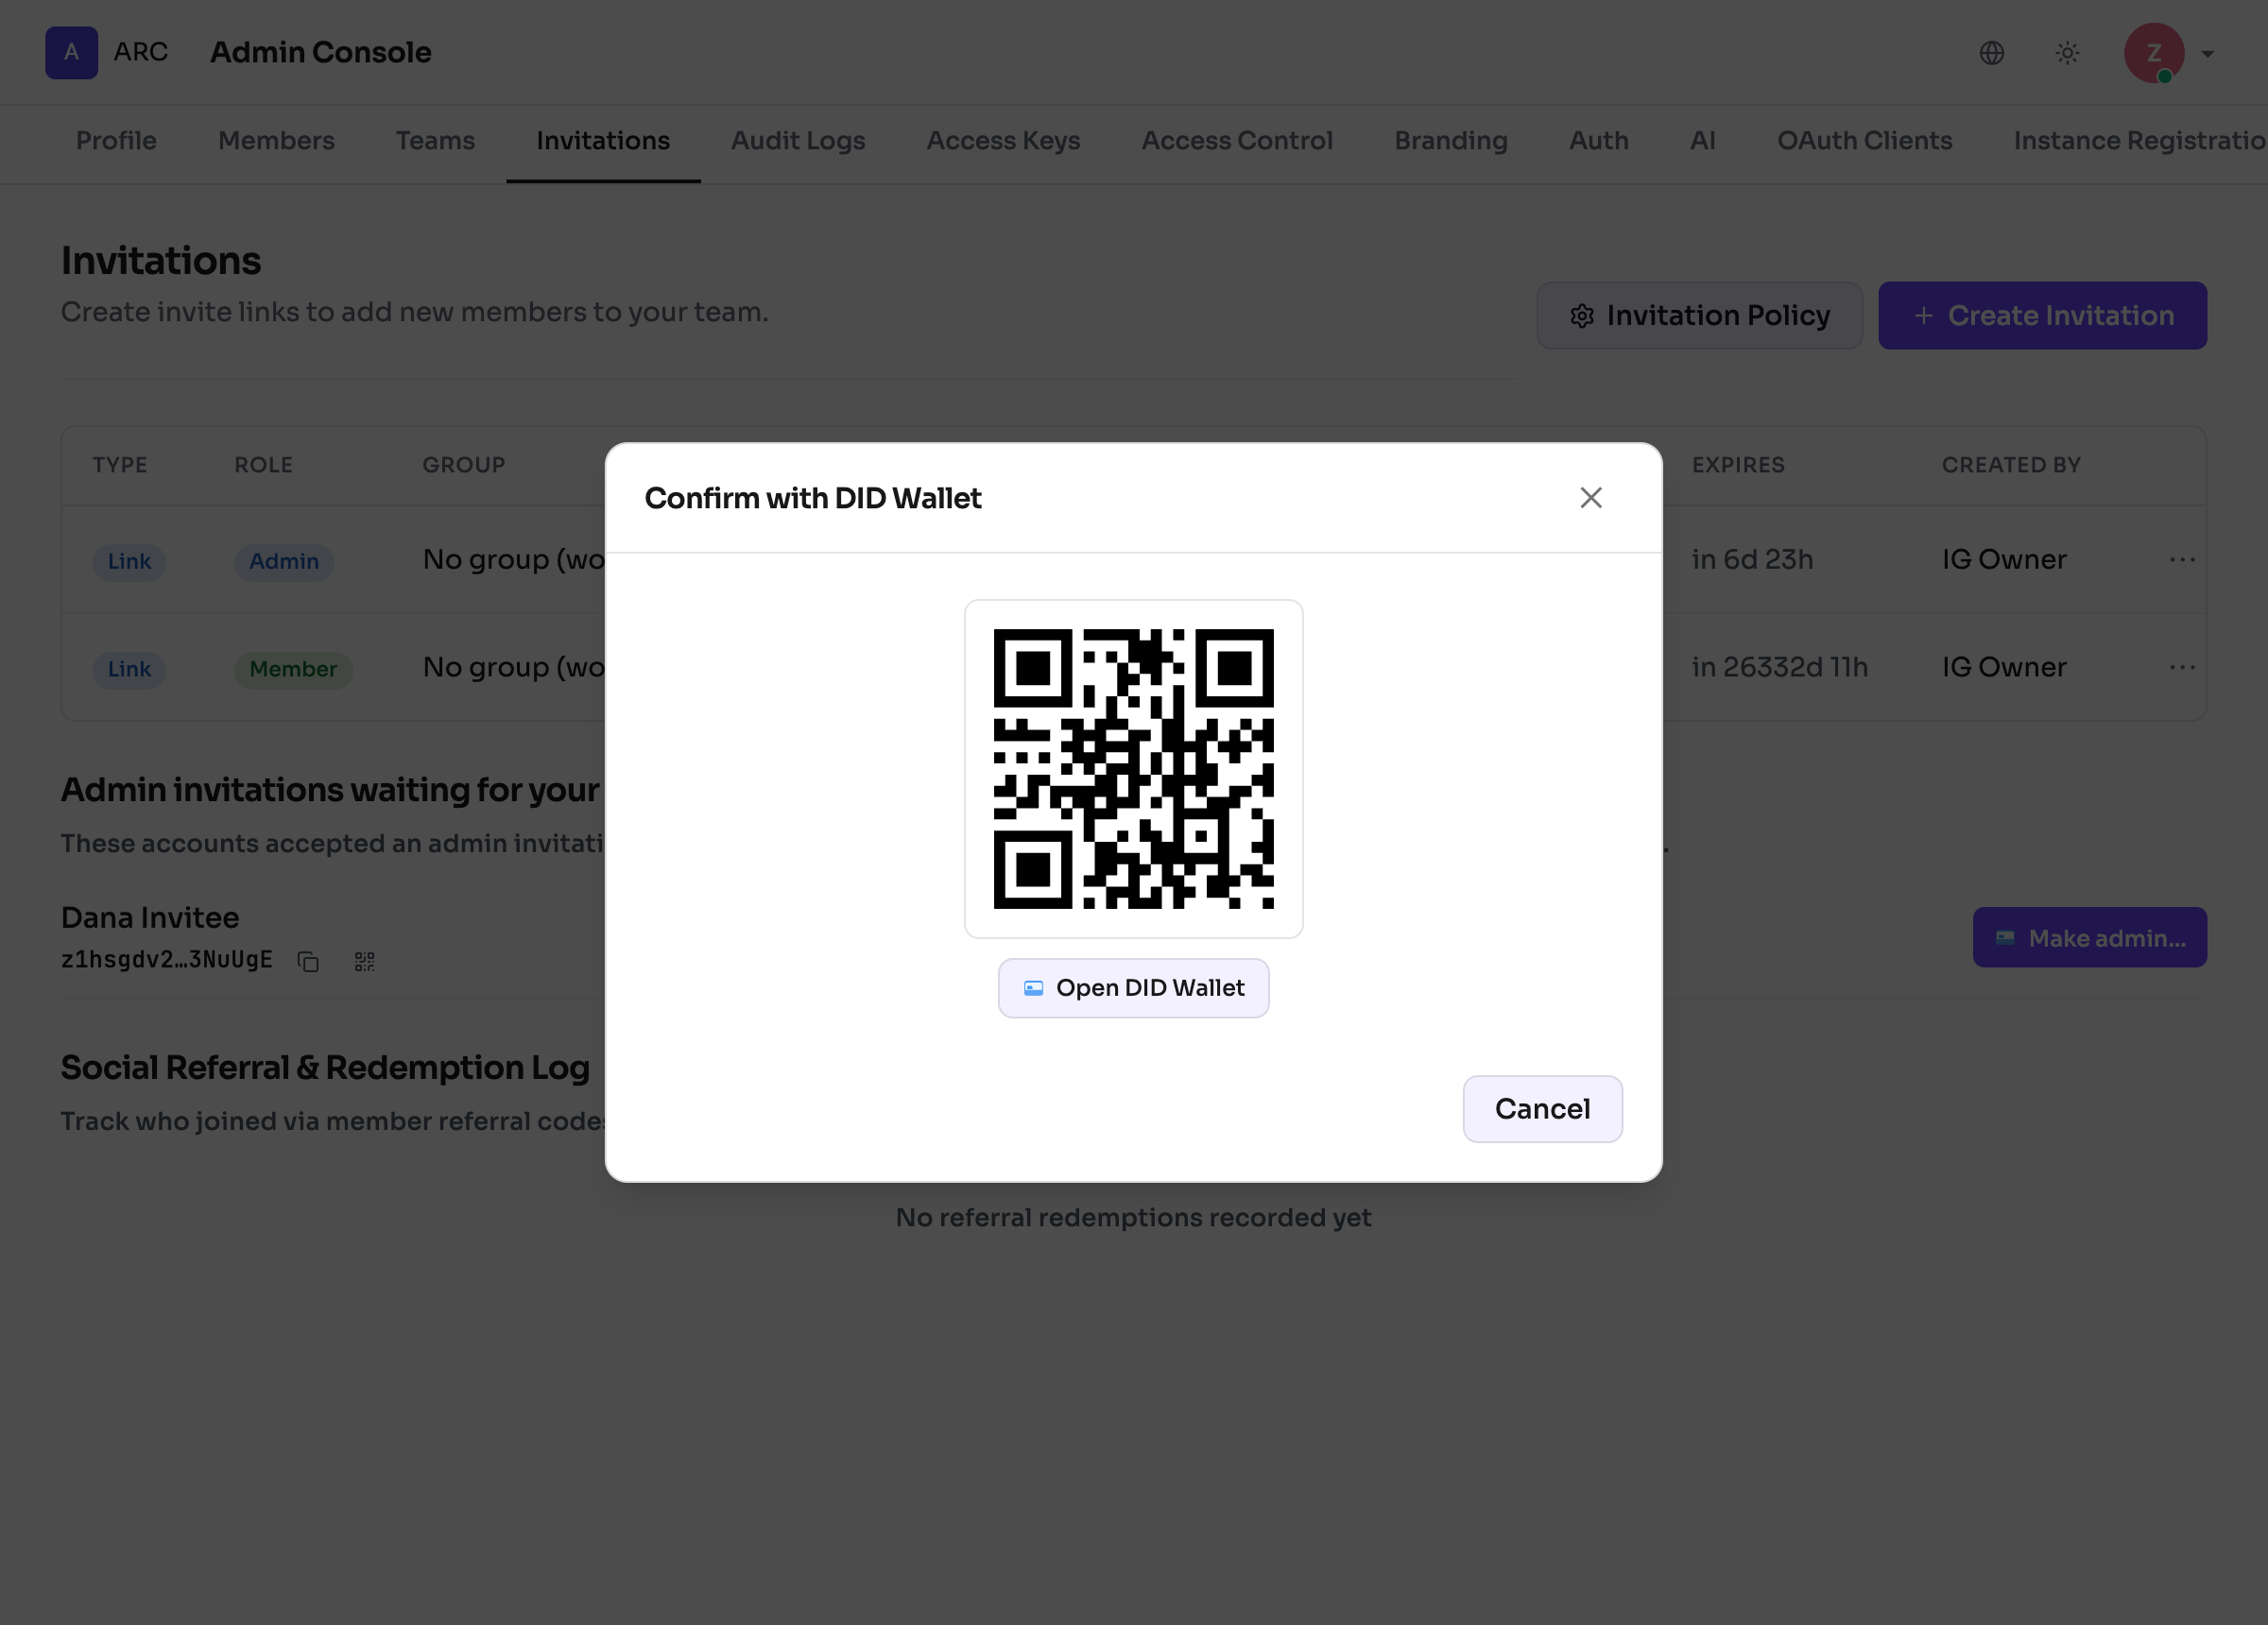 A ARC Admin Console Z
Profile Members Teams Invitations Audit Logs Access Keys Access Control Branding Auth AI OAuth Clients Instance Registratio
Invitations
Create invite links to add new members to your team.
Invitation Policy
+ Create Invitation
TYPE ROLE GROUP EXPIRES CREATED BY
Link Admin No group (wo in 6d 23h IG Owner ...
Link Member No group (wo in 26332d 11h IG Owner ...
Confirm with DID Wallet
Open DID Wallet
Cancel
Admin invitations waiting for your
These accounts accepted an admin invitati .
Dana Invitee
z1hsgdv2…3NuUgE
Make admin...
Social Referral & Redemption Log
Track who joined via member referral codes
No referral redemptions recorded yet